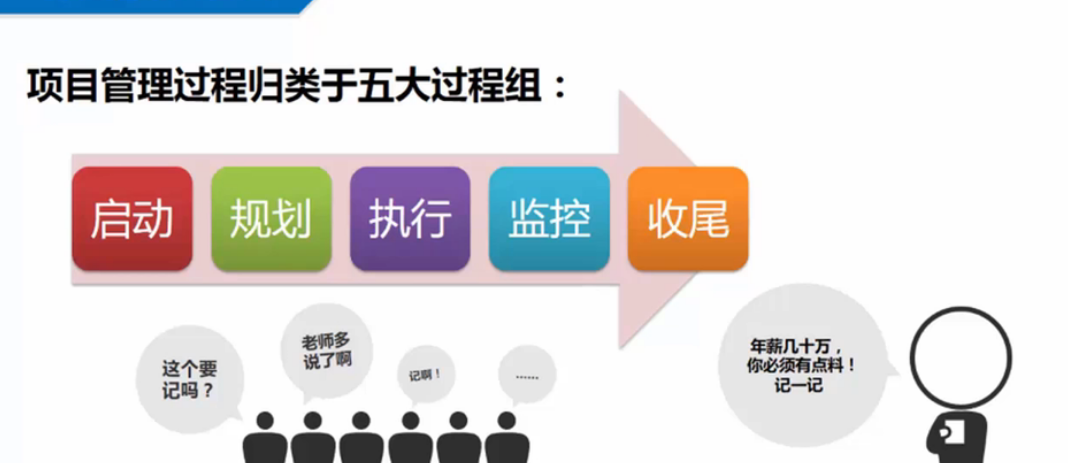 项目管理过程归类于五大过程组：
启动 规划 执行 监控 收尾
这个要
记吗？
老师多
说了啊
记啊！
......
年薪几十万，
你必须有点料！
记一记